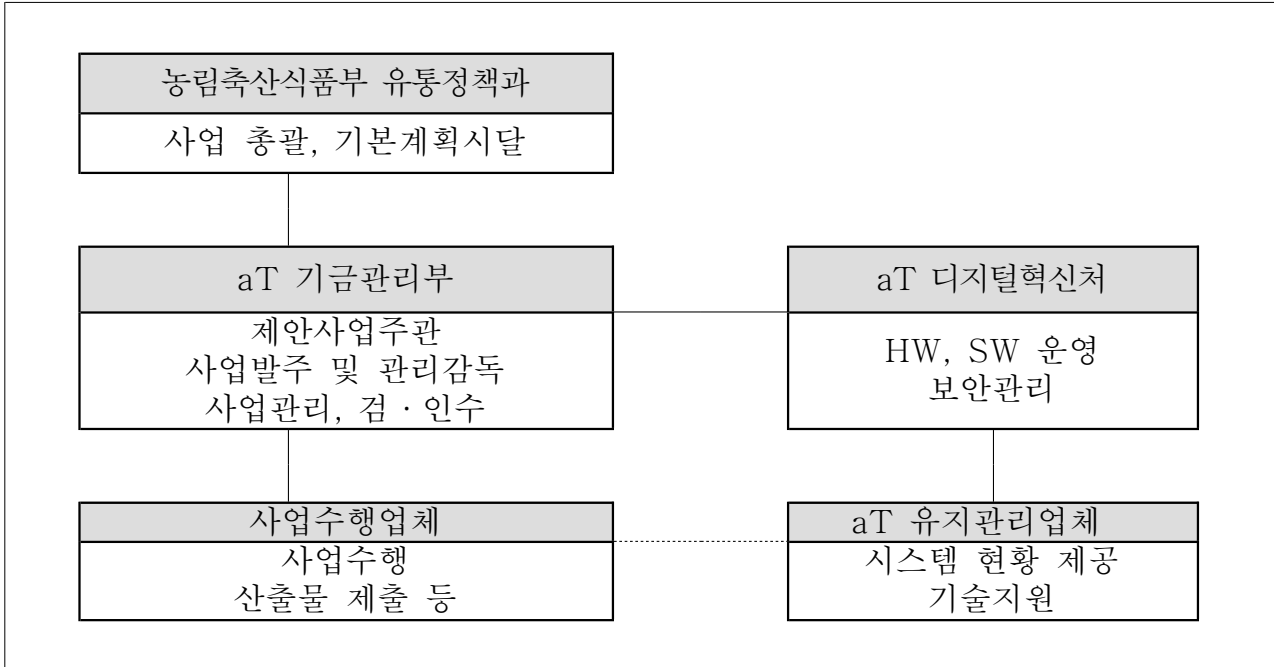 농림축산식품부 유통정책과
사업 총괄, 기본계획시달
aT 기금관리부
제안사업주관
사업발주 및 관리감독
사업관리, 검 · 인수
aT 디지털혁신처
HW, SW 운영
보안관리
사업수행업체
사업수행
산출물 제출 등
aT 유지관리업체
시스템 현황 제공
기술지원